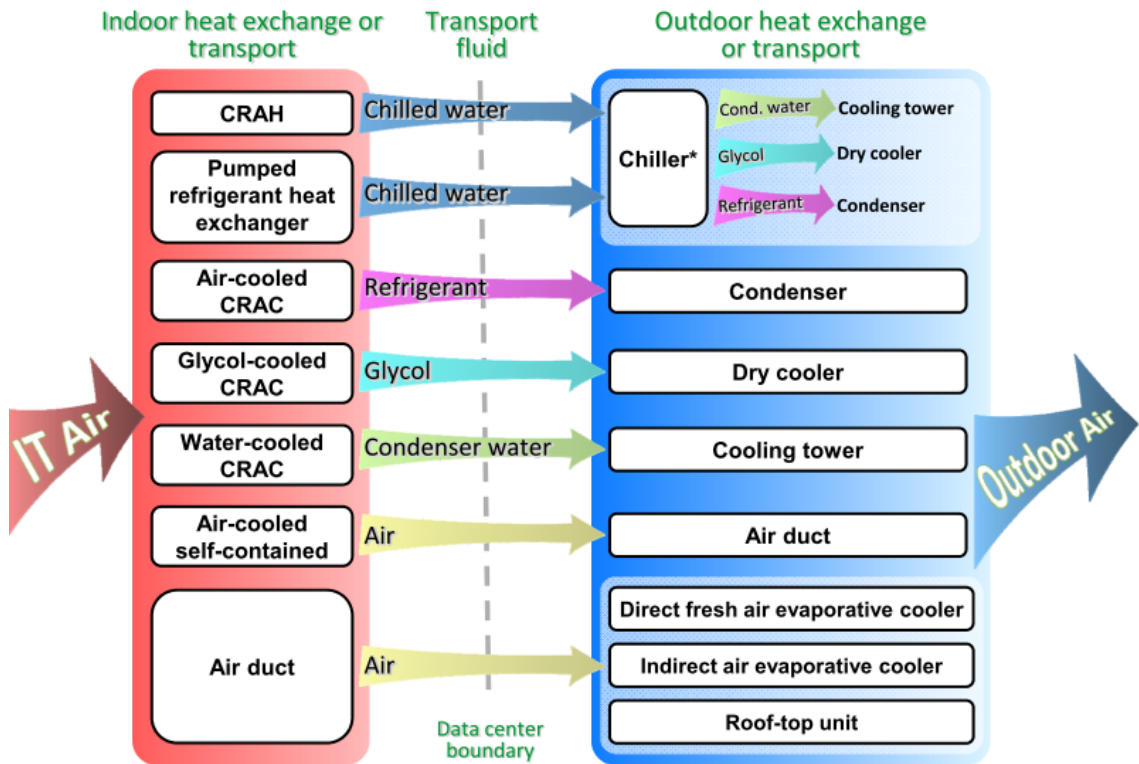 Indoor heat exchange or
transport
Transport
fluid
Outdoor heat exchange
or transport
CRAH
Chilled water
Chiller*
Cond. water
Cooling tower
Glycol
Dry cooler
Refrigerant
Condenser
Pumped
refrigerant heat
exchanger
Chilled water
Air-cooled
CRAC
Refrigerant
Condenser
Glycol-cooled
CRAC
Glycol
Dry cooler
IT Air
Water-cooled
CRAC
Condenser water
Cooling tower
Outdoor Air
Air-cooled
self-contained
Air
Air duct
Air duct
Air
Direct fresh air evaporative cooler
Indirect air evaporative cooler
Roof-top unit
Data center
boundary